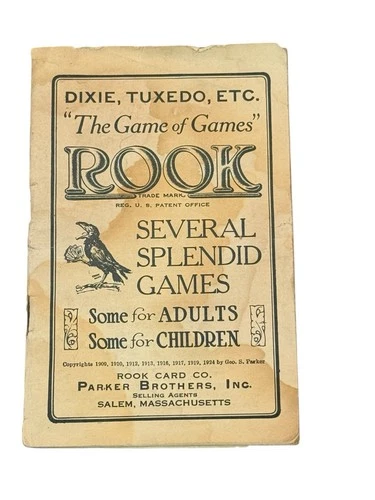 DIXIE, TUXEDO, ETC.
"The Game of Games"
ROOK
TRADE MARK,
REG. U. S. PATENT OFFICE
SEVERAL
SPLENDID
GAMES
Some for ADULTS
Some for CHILDREN
Copyrights 1909, 1910, 1912, 1913, 1916, 1917, 1919, 1924 by Geo. S. Parker
ROOK CARD CO.
PARKER BROTHERS, INC.
SELLING AGENTS
SALEM, MASSACHUSETTS